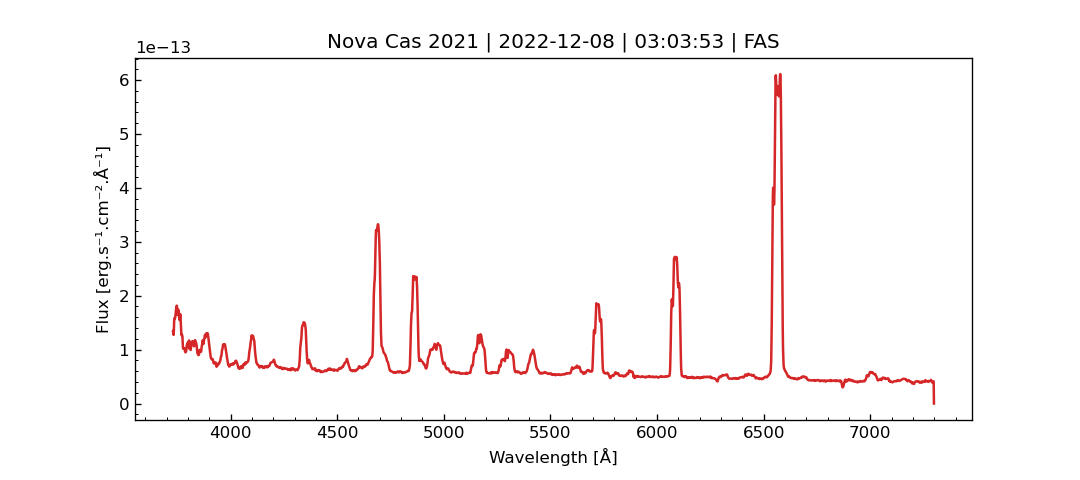 Nova Cas 2021 | 2022-12-08 | 03:03:53 | FAS
1e−13
6
5
4
3
2
1
0
Flux [erg.s⁻¹.cm⁻².Å⁻¹]
4000 4500 5000 5500 6000 6500 7000
Wavelength [Å]